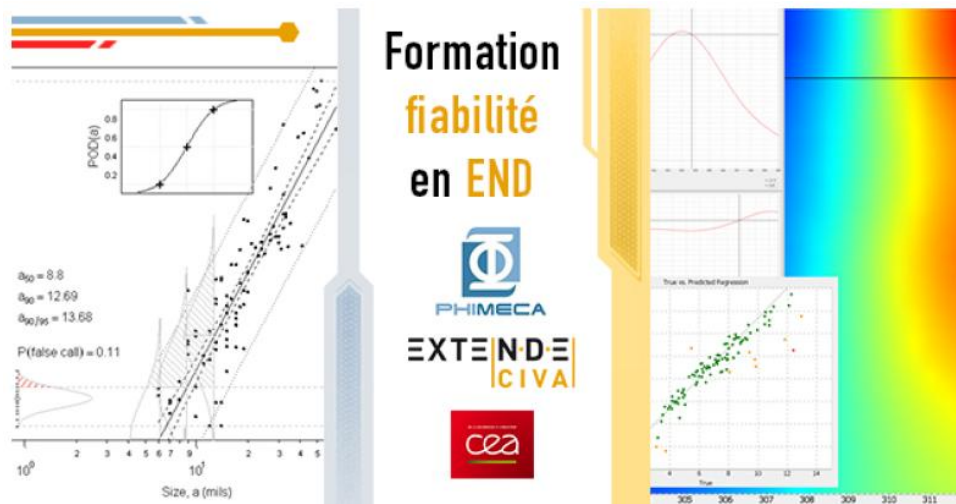 Formation
fiabilité
en END
PHIMECA
EXTENDE
CIVA
cea
POD(a)
0.8
0.6
0.4
0.2
a50 = 8.8
a90 = 12.69
a90/95 = 13.68
P(false call) = 0.11
10⁰ 2 3 4 5 6 7 8 9 10¹ 2 3 4 5
Size, a (mils)
True vs. Predicted Regression
4 6 8 10 12 14
True
305 306 307 308 309 310 311